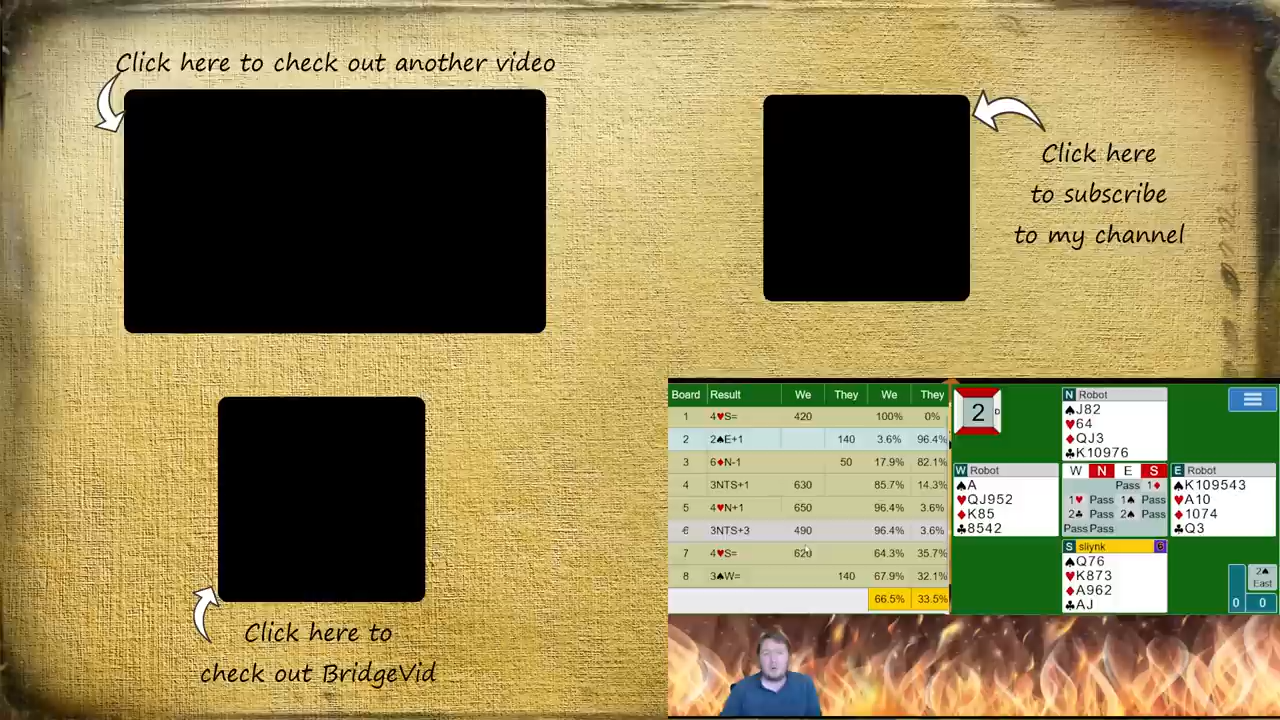 Click here to check out another video
Click here
to subscribe
to my channel
Click here to
check out BridgeVid
Board Result We They We They
1 4♥S= 420 100% 0%
2 2♠E+1 140 3.6% 96.4%
3 6♦N-1 50 17.9% 82.1%
4 3NTS+1 630 85.7% 14.3%
5 4♥N+1 650 96.4% 3.6%
6 3NTS+3 490 96.4% 3.6%
7 4♥S= 620 64.3% 35.7%
8 3♠W= 140 67.9% 32.1%
66.5% 33.5%
2 D
N Robot
♠J82
♥64
♦QJ3
♣K10976
W Robot
♠A
♥QJ952
♦K85
♣8542
W N E S
Pass 1♦
1♥ Pass 1♠ Pass
2♣ Pass 2♠ Pass
Pass Pass
E Robot
♠K109543
♥A10
♦1074
♣Q3
S sliynk 6
♠Q76
♥K873
♦A962
♣AJ
2♠
East
0 0